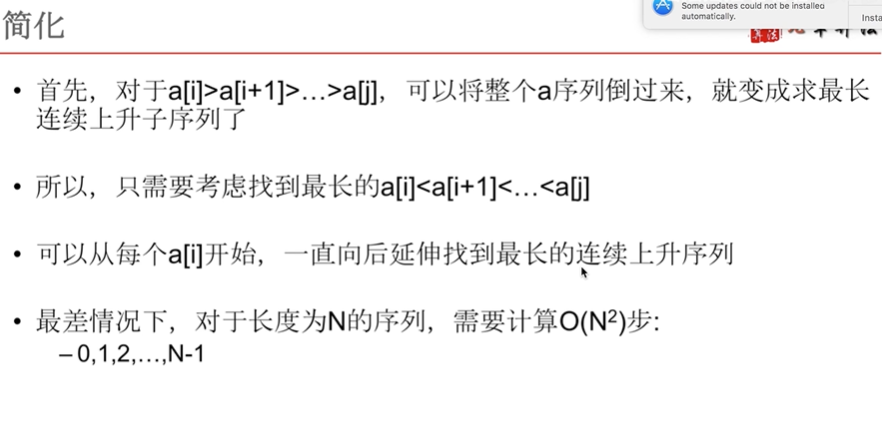 简化
Some updates could not be installed
automatically.
Insta
• 首先，对于a[i]>a[i+1]>…>a[j]，可以将整个a序列倒过来，就变成求最长
连续上升子序列了
• 所以，只需要考虑找到最长的a[i]<a[i+1]<…<a[j]
• 可以从每个a[i]开始，一直向后延伸找到最长的连续上升序列
• 最差情况下，对于长度为N的序列，需要计算O(N²)步:
– 0,1,2,…,N-1